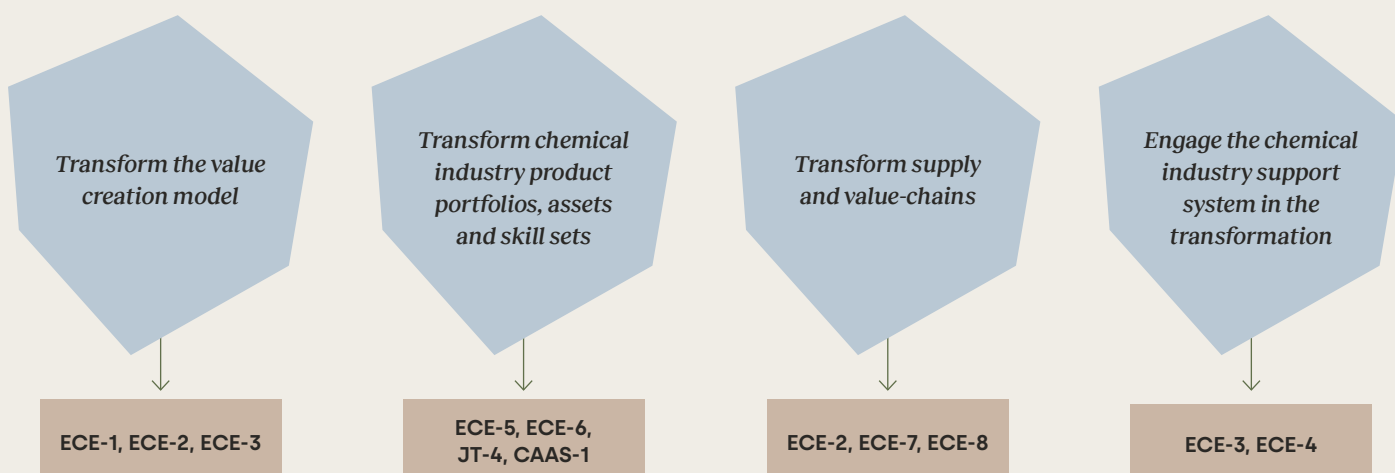 Transform the value
creation model
Transform chemical
industry product
portfolios, assets
and skill sets
Transform supply
and value-chains
Engage the chemical
industry support
system in the
transformation
ECE-1, ECE-2, ECE-3
ECE-5, ECE-6,
JT-4, CAAS-1
ECE-2, ECE-7, ECE-8
ECE-3, ECE-4